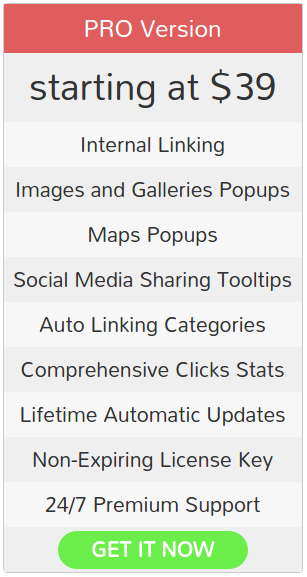 PRO Version
starting at $39
Internal Linking
Images and Galleries Popups
Maps Popups
Social Media Sharing Tooltips
Auto Linking Categories
Comprehensive Clicks Stats
Lifetime Automatic Updates
Non-Expiring License Key
24/7 Premium Support
GET IT NOW